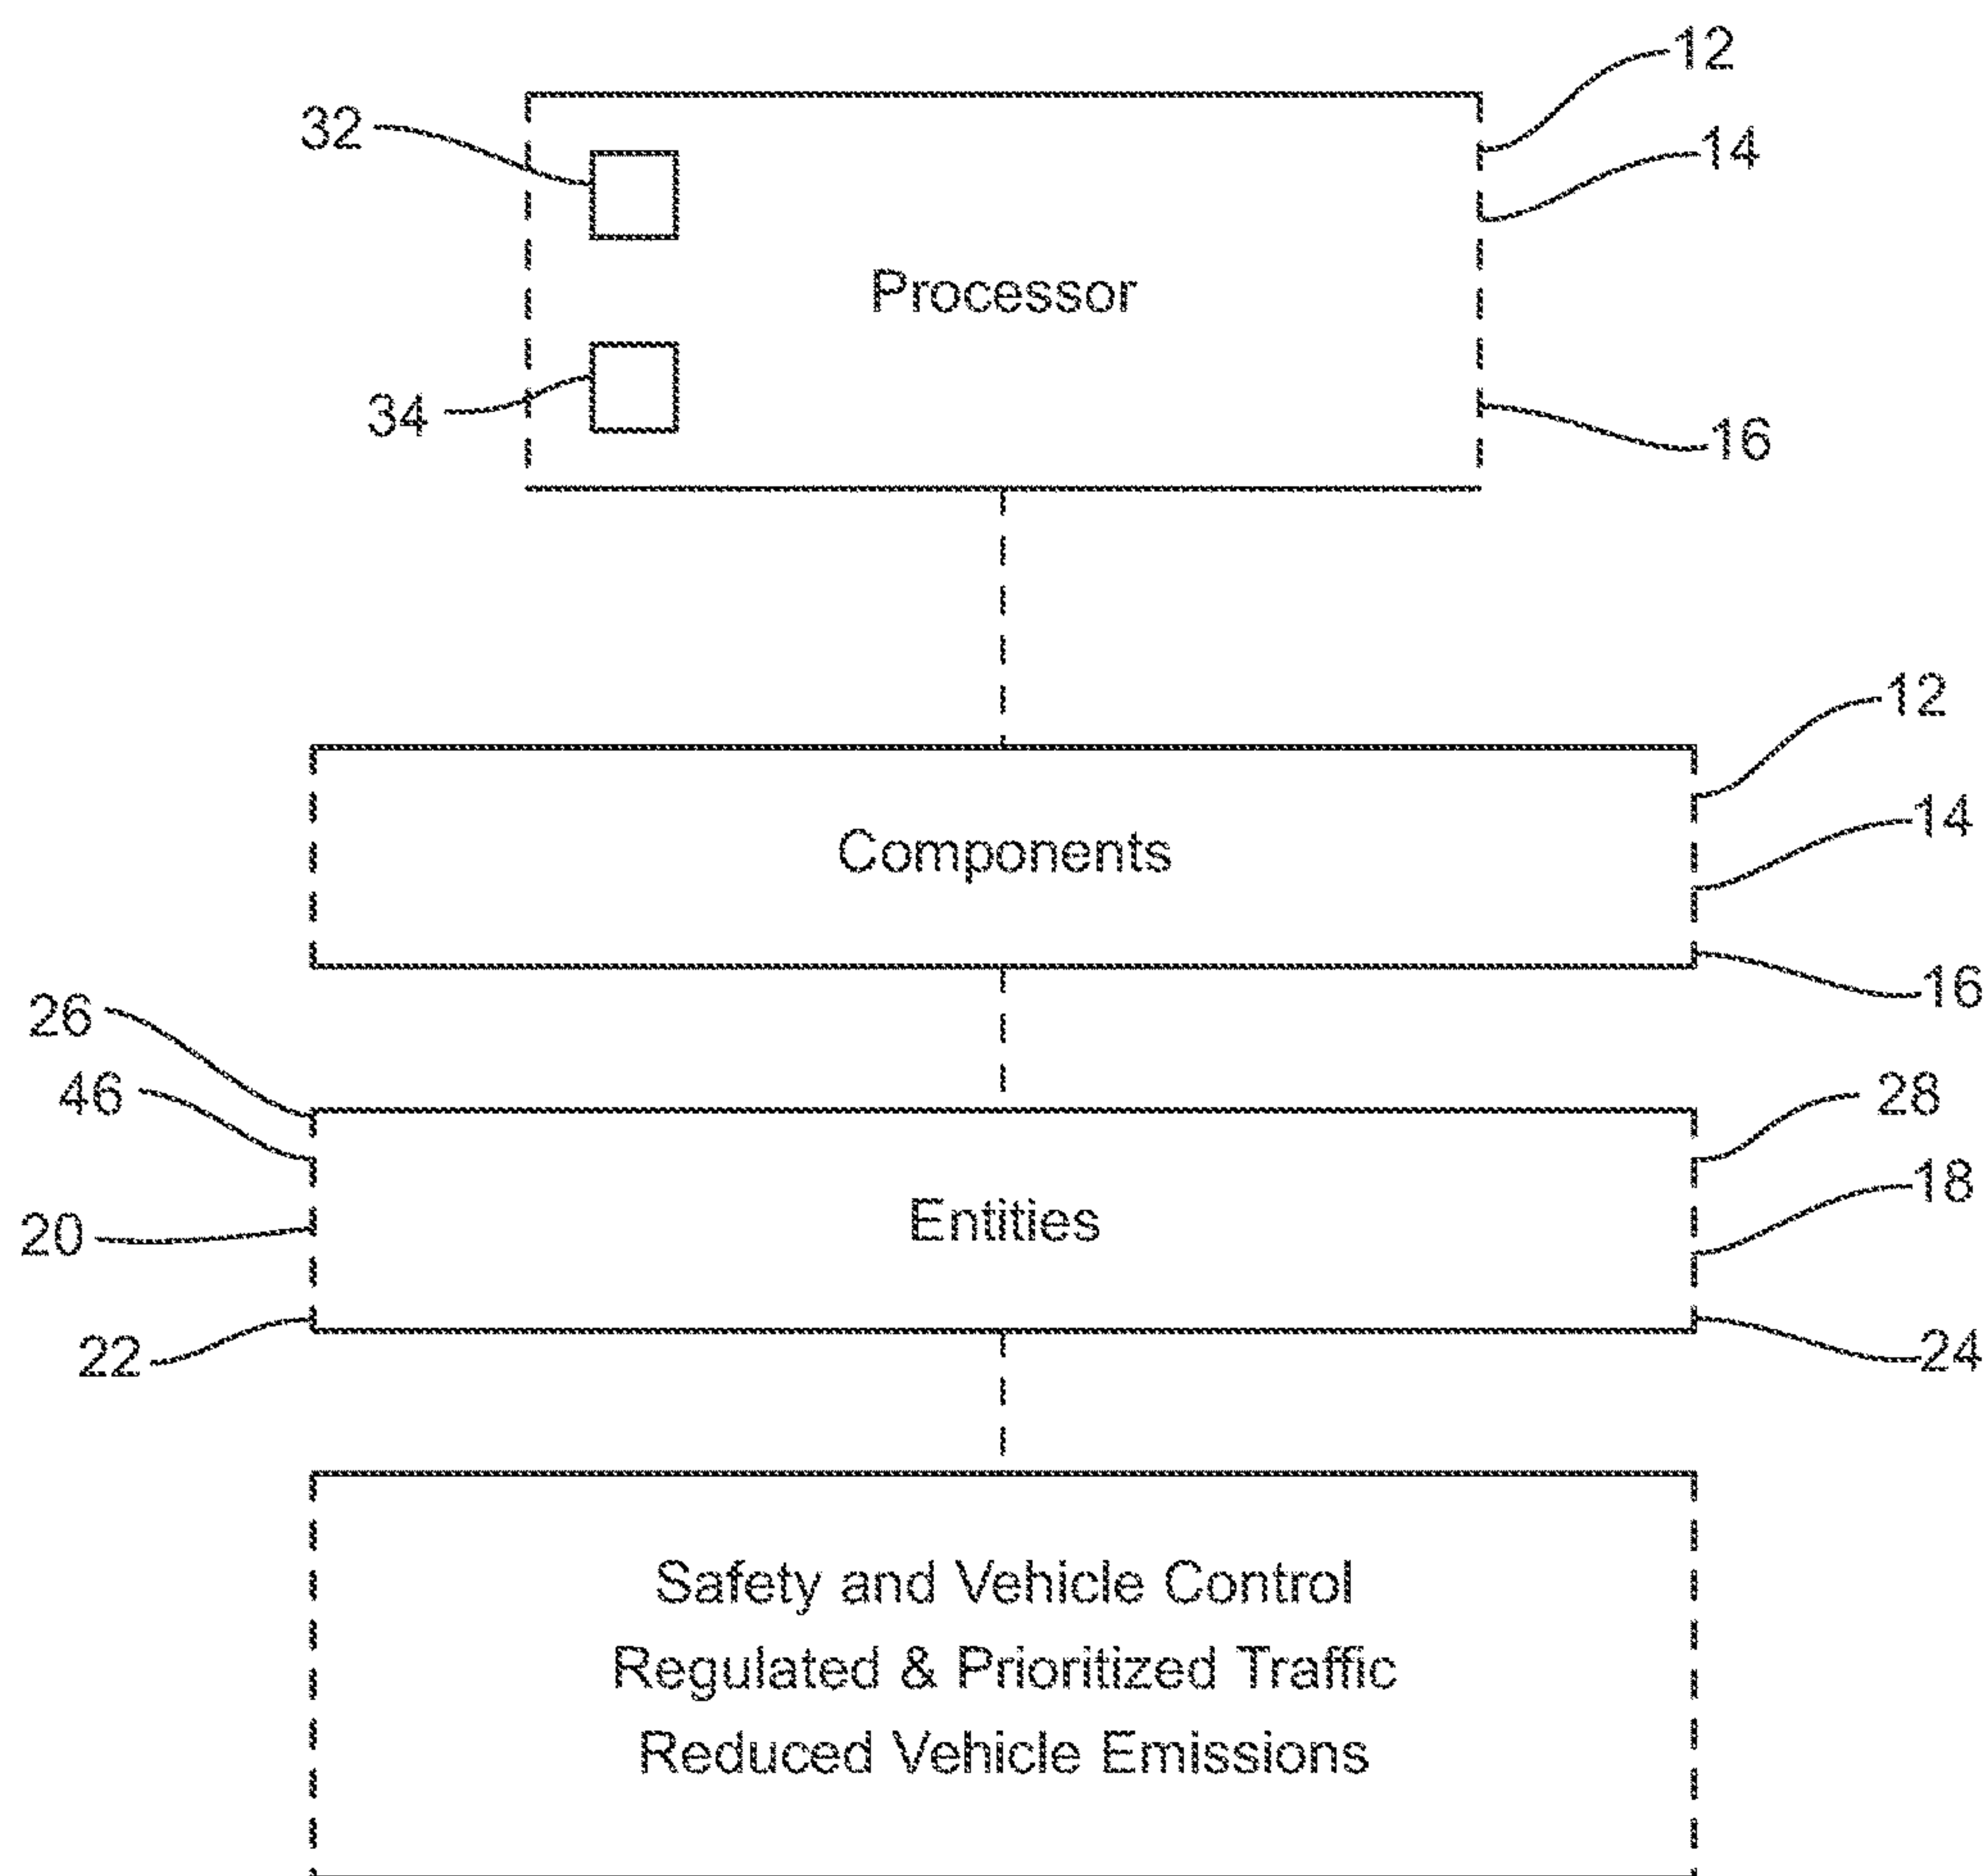 12
32
14
Processor
34
16
12
Components
14
16
26
46
28
Entities
18
20
22
24
Safety and Vehicle Control
Regulated & Prioritized Traffic
Reduced Vehicle Emissions